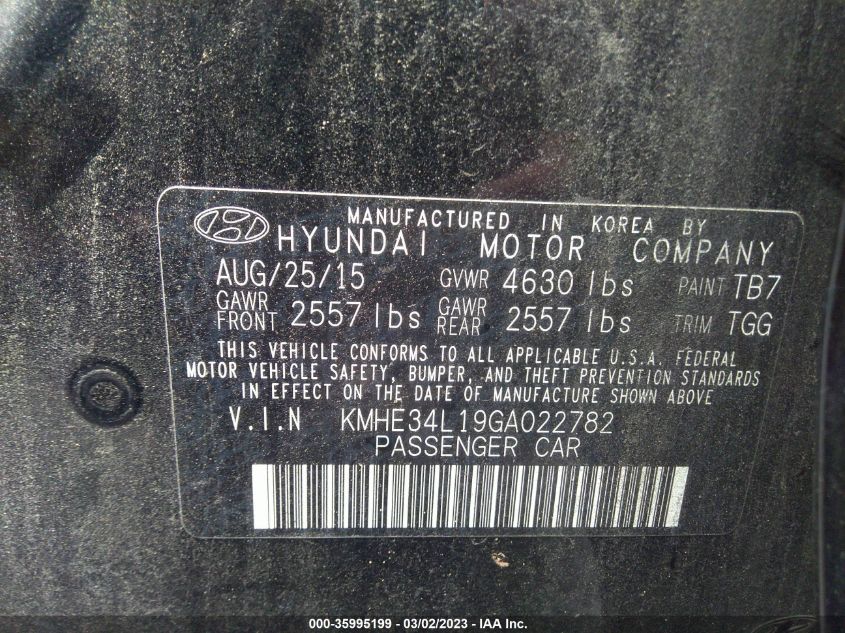 MANUFACTURED IN KOREA BY
HYUNDAI MOTOR COMPANY
AUG/25/15 GVWR 4630 lbs PAINT TB7
GAWR FRONT 2557 lbs GAWR REAR 2557 lbs TRIM TGG
THIS VEHICLE CONFORMS TO ALL APPLICABLE U.S.A. FEDERAL
MOTOR VEHICLE SAFETY, BUMPER, AND THEFT PREVENTION STANDARDS
IN EFFECT ON THE DATE OF MANUFACTURE SHOWN ABOVE
V.I.N KMHE34L19GA022782
PASSENGER CAR
000-35995199 - 03/02/2023 - IAA Inc.